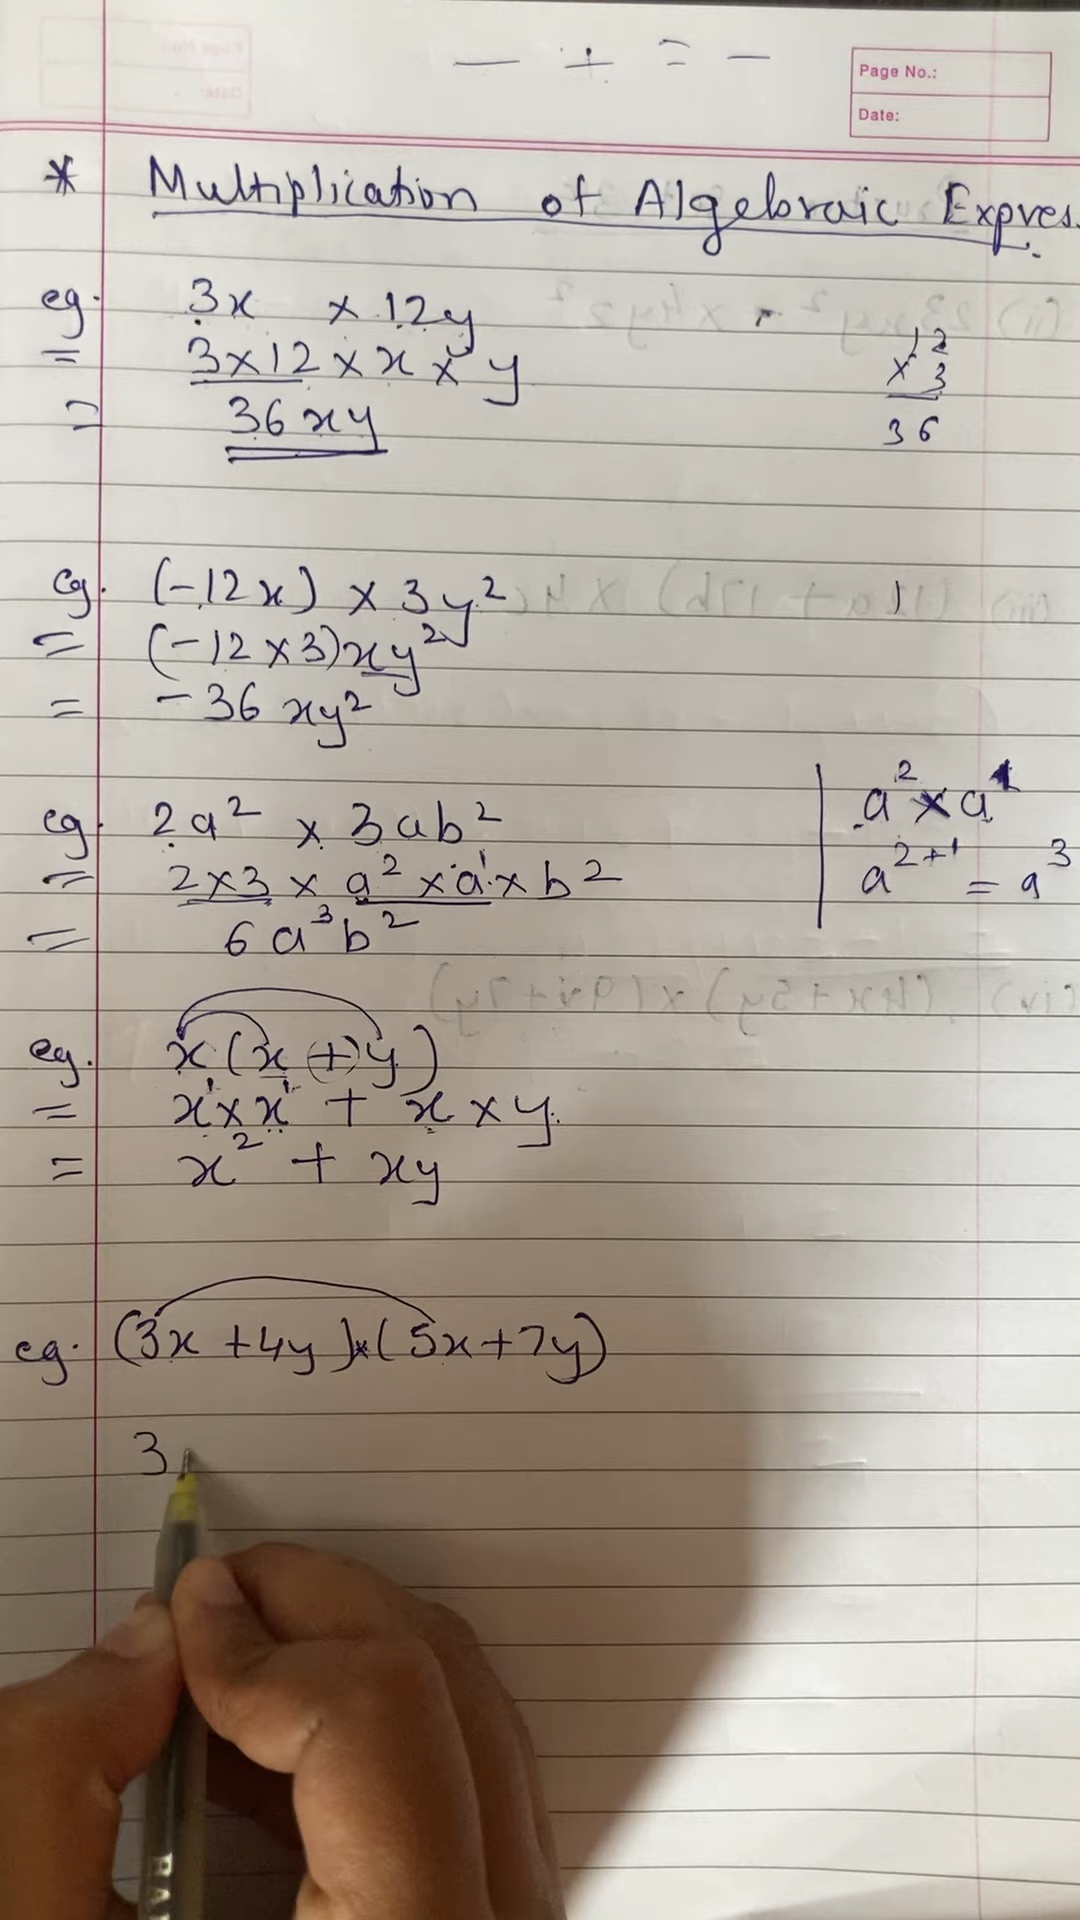 — + = -
Page No.:
Date:
* Multiplication of Algebraic Expres.
eg. 3x × 12y
= 3×12 × x × y
= 36xy
12
× 3
36
eg. (-12x) × 3y²
= (-12×3)xy²
= -36xy²
eg. 2a² × 3ab²
= 2×3 × a² × a¹ × b²
= 6a³b²
a² × a¹
a²⁺¹ = a³
eg. x(x+y)
= x¹×x¹ + x×y
= x² + xy
eg. (3x+4y)×(5x+7y)
3